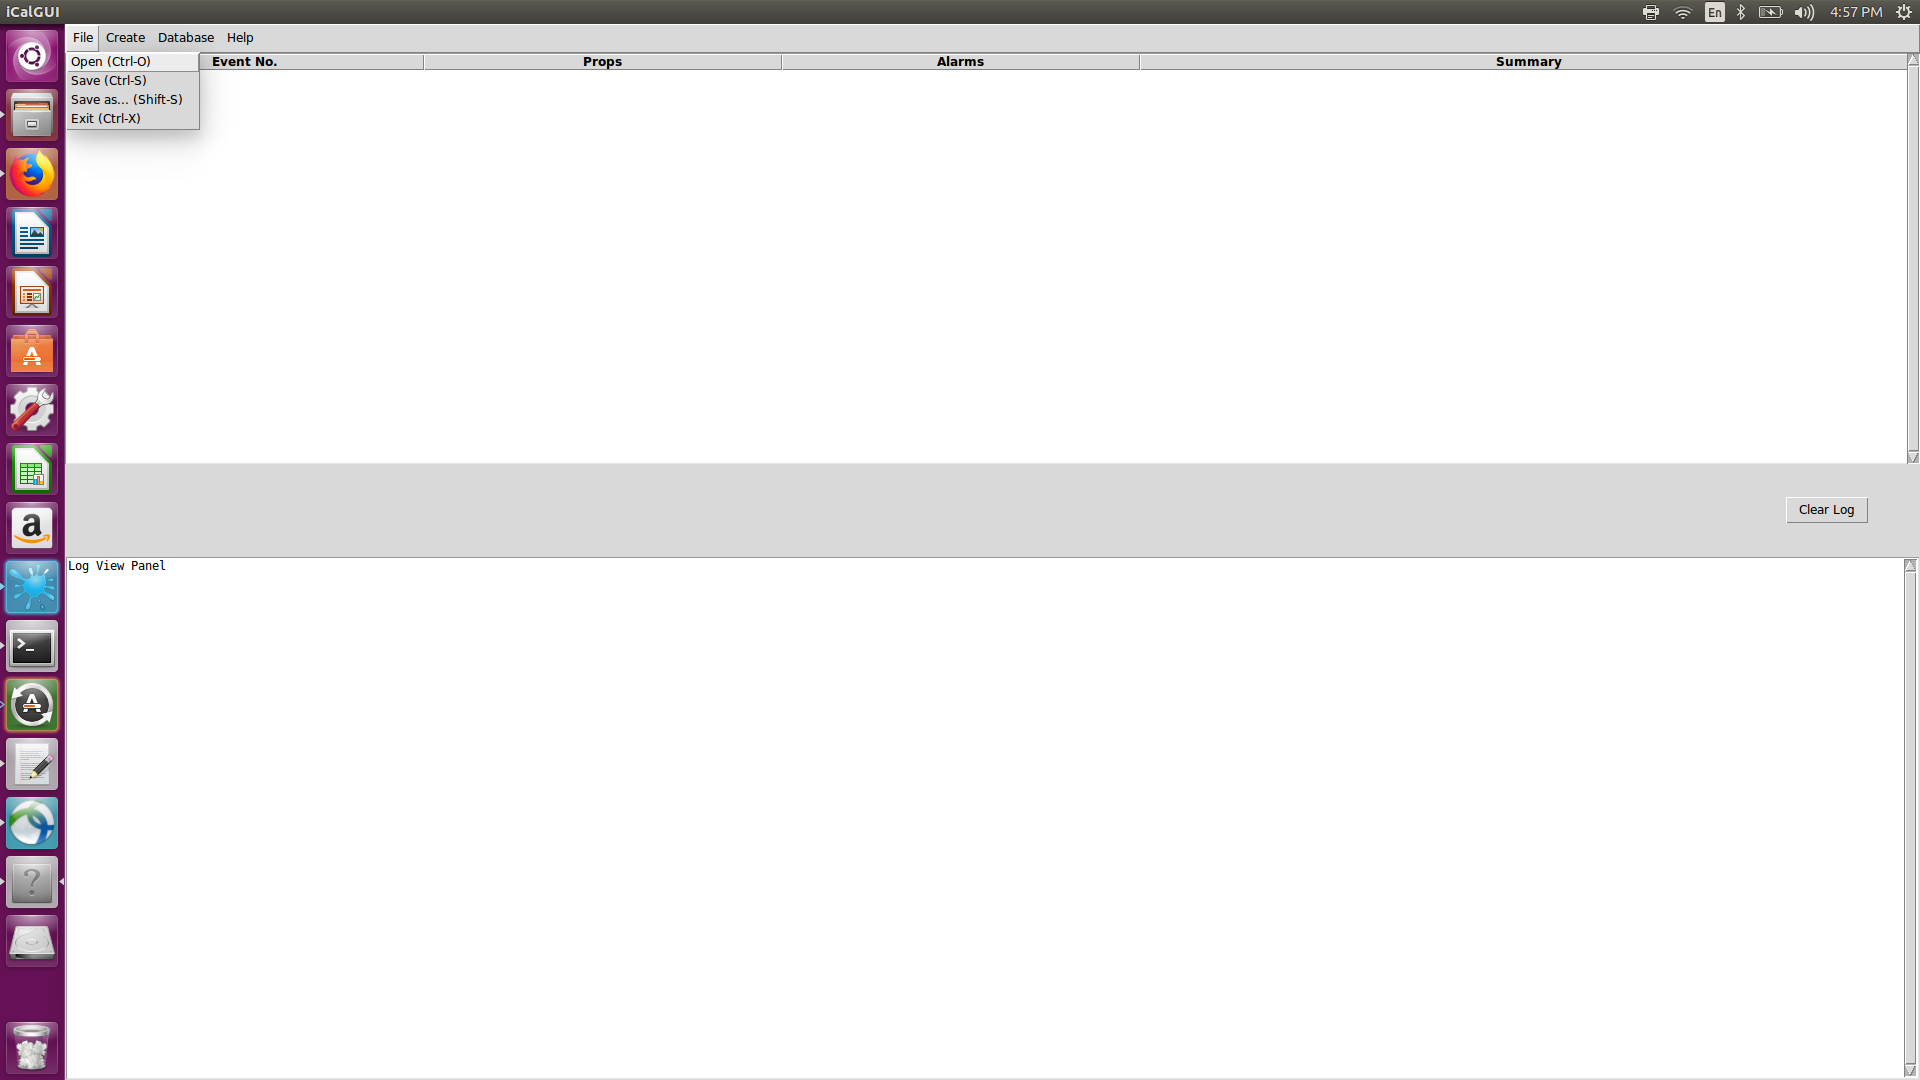 iCalGUI
En
4:57 PM
File Create Database Help
Open (Ctrl-O)
Save (Ctrl-S)
Save as... (Shift-S)
Exit (Ctrl-X)
Event No. Props Alarms Summary
Clear Log
Log View Panel